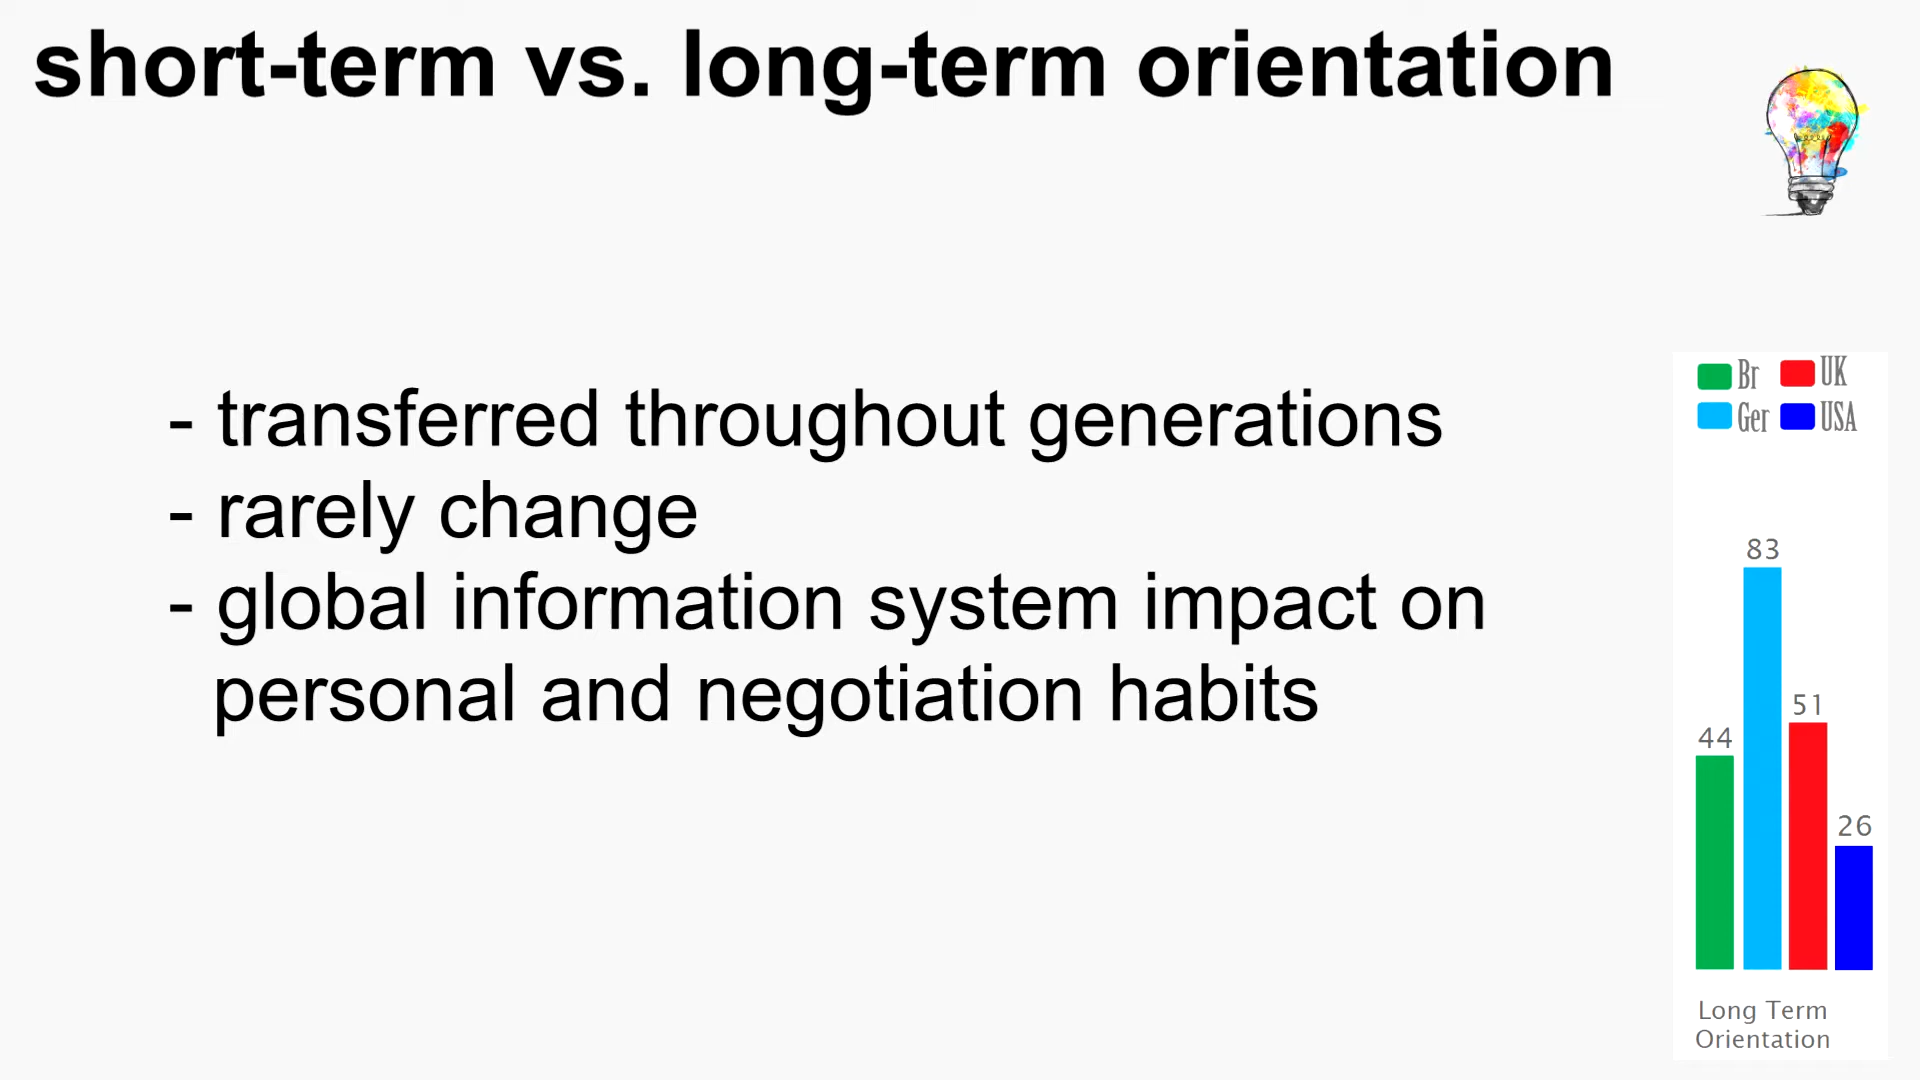 short-term vs. long-term orientation
- transferred throughout generations
- rarely change
- global information system impact on
personal and negotiation habits
Br UK
Ger USA
83
51
44
26
Long Term
Orientation